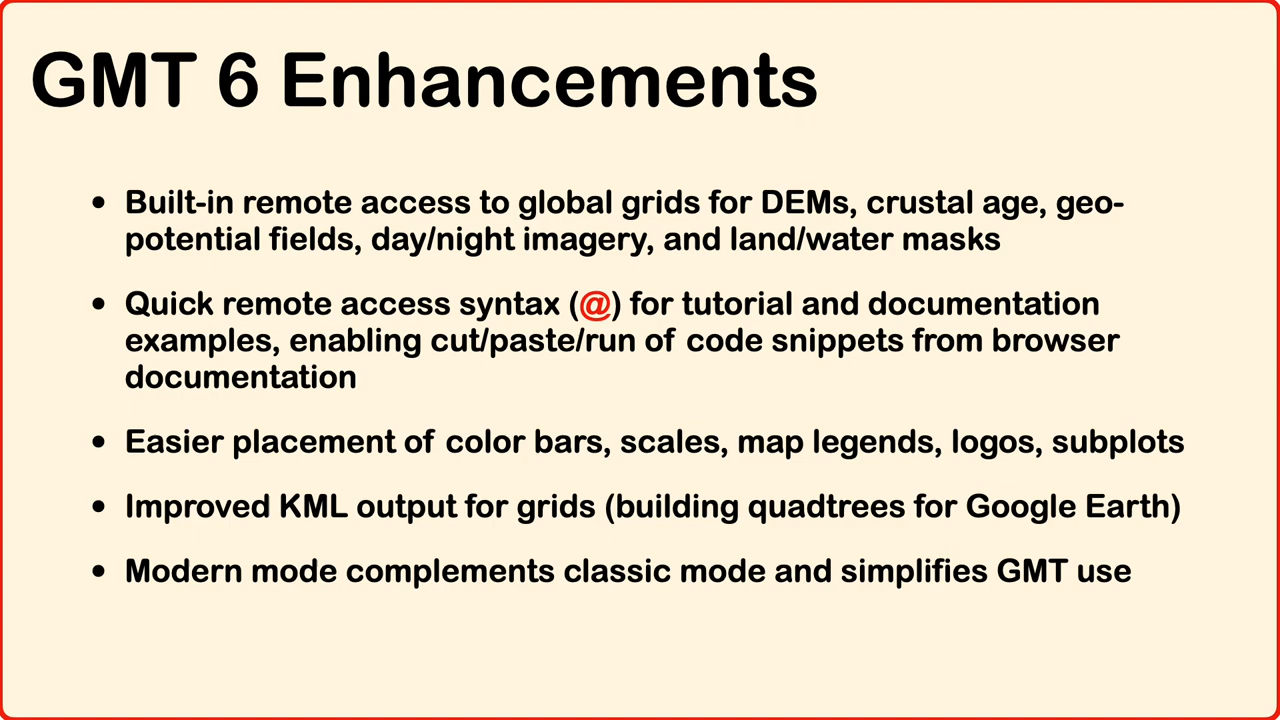 GMT 6 Enhancements
• Built-in remote access to global grids for DEMs, crustal age, geo-
potential fields, day/night imagery, and land/water masks
• Quick remote access syntax (@) for tutorial and documentation
examples, enabling cut/paste/run of code snippets from browser
documentation
• Easier placement of color bars, scales, map legends, logos, subplots
• Improved KML output for grids (building quadtrees for Google Earth)
• Modern mode complements classic mode and simplifies GMT use